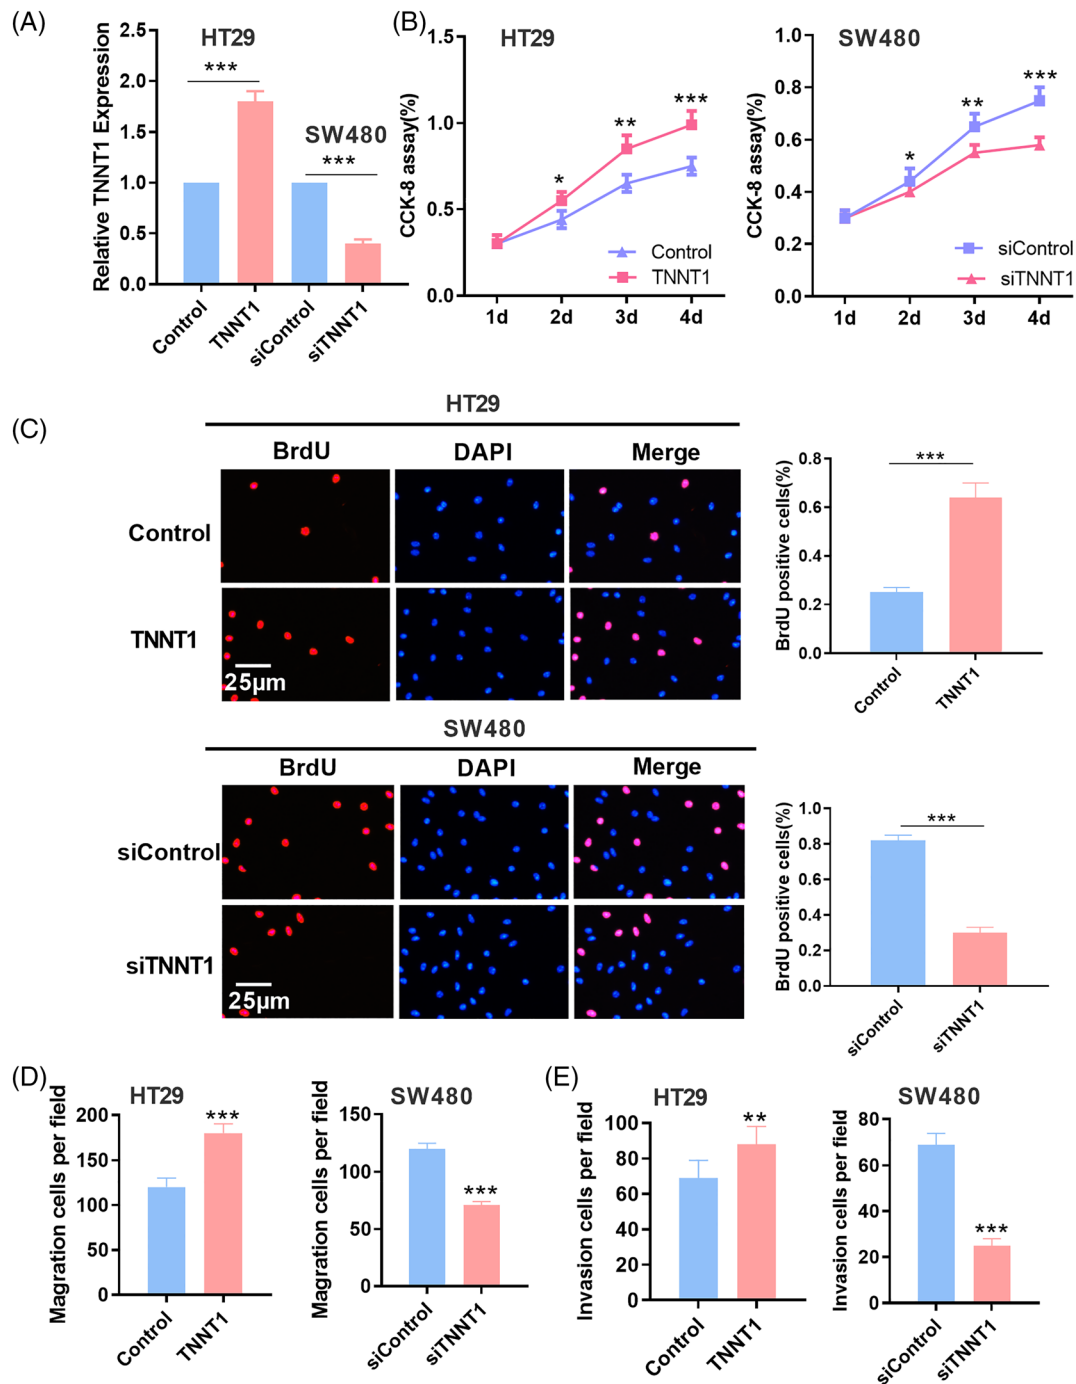 (A)
HT29
***
SW480
***
Relative TNNT1 Expression
2.5
2.0
1.5
1.0
0.5
0.0
Control
TNNT1
siControl
siTNNT1
(B)
HT29
CCK-8 assay(%)
1.5
1.0
0.5
0.0
*
**
***
Control
TNNT1
1d 2d 3d 4d
SW480
CCK-8 assay(%)
1.0
0.8
0.6
0.4
0.2
0.0
*
**
***
siControl
siTNNT1
1d 2d 3d 4d
(C)
HT29
BrdU DAPI Merge
Control
TNNT1
25μm
BrdU positive cells(%)
0.8
0.6
0.4
0.2
0.0
***
Control
TNNT1
SW480
BrdU DAPI Merge
siControl
siTNNT1
25μm
BrdU positive cells(%)
1.0
0.8
0.6
0.4
0.2
0.0
***
siControl
siTNNT1
(D)
HT29
Magration cells per field
200
150
100
50
0
***
Control
TNNT1
SW480
Magration cells per field
150
100
50
0
***
siControl
siTNNT1
(E)
HT29
Invasion cells per field
100
80
60
40
20
0
**
Control
TNNT1
SW480
Invasion cells per field
80
60
40
20
0
***
siControl
siTNNT1